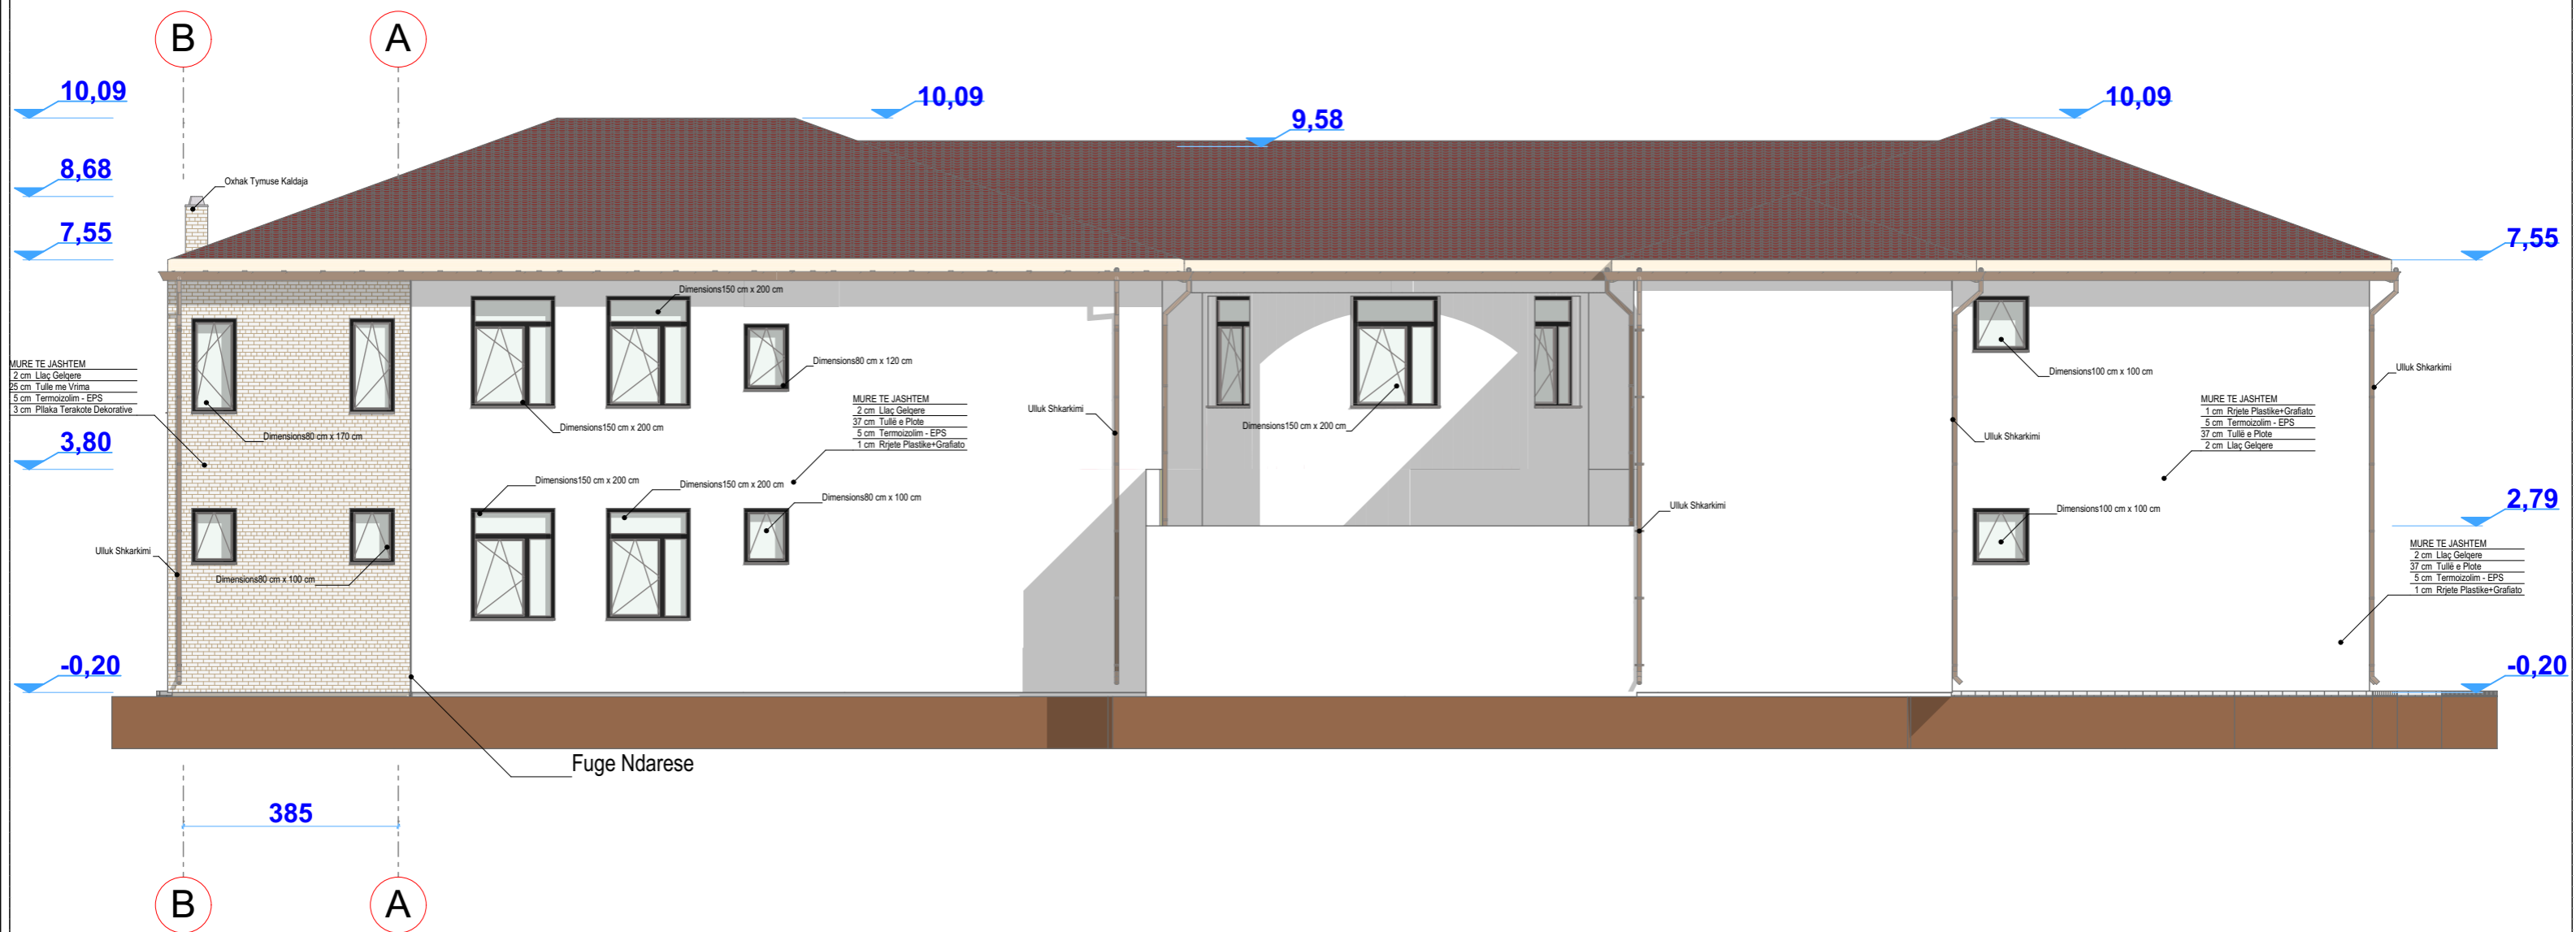 B
A
10,09
10,09
9,58
10,09
8,68
Oxhak Tymuse Kaldaja
7,55
7,55
Dimensions150 cm x 200 cm
Dimensions80 cm x 120 cm
Dimensions100 cm x 100 cm
Ulluk Shkarkimi
MURE TE JASHTEM
2 cm Llaç Gelqere
25 cm Tulle me Vrima
5 cm Termoizolim - EPS
3 cm Pllaka Terakote Dekorative
MURE TE JASHTEM
2 cm Llaç Gelqere
37 cm Tullë e Plote
5 cm Termoizolim - EPS
1 cm Rrjete Plastike+Grafiato
Ulluk Shkarkimi
MURE TE JASHTEM
1 cm Rrjete Plastike+Grafiato
5 cm Termoizolim - EPS
37 cm Tullë e Plote
2 cm Llaç Gelqere
Dimensions80 cm x 170 cm
Dimensions150 cm x 200 cm
Dimensions150 cm x 200 cm
Ulluk Shkarkimi
3,80
Dimensions150 cm x 200 cm
Dimensions150 cm x 200 cm
Dimensions80 cm x 100 cm
Ulluk Shkarkimi
Dimensions100 cm x 100 cm
2,79
Ulluk Shkarkimi
Dimensions80 cm x 100 cm
MURE TE JASHTEM
2 cm Llaç Gelqere
37 cm Tullë e Plote
5 cm Termoizolim - EPS
1 cm Rrjete Plastike+Grafiato
-0,20
-0,20
Fuge Ndarese
385
B
A